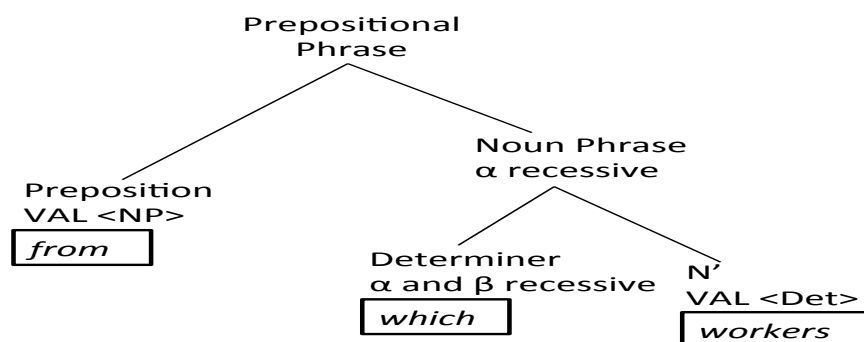 Prepositional
Phrase
Noun Phrase
α recessive
Preposition
VAL <NP>
from
Determiner
α and β recessive
which
N’
VAL <Det>
workers